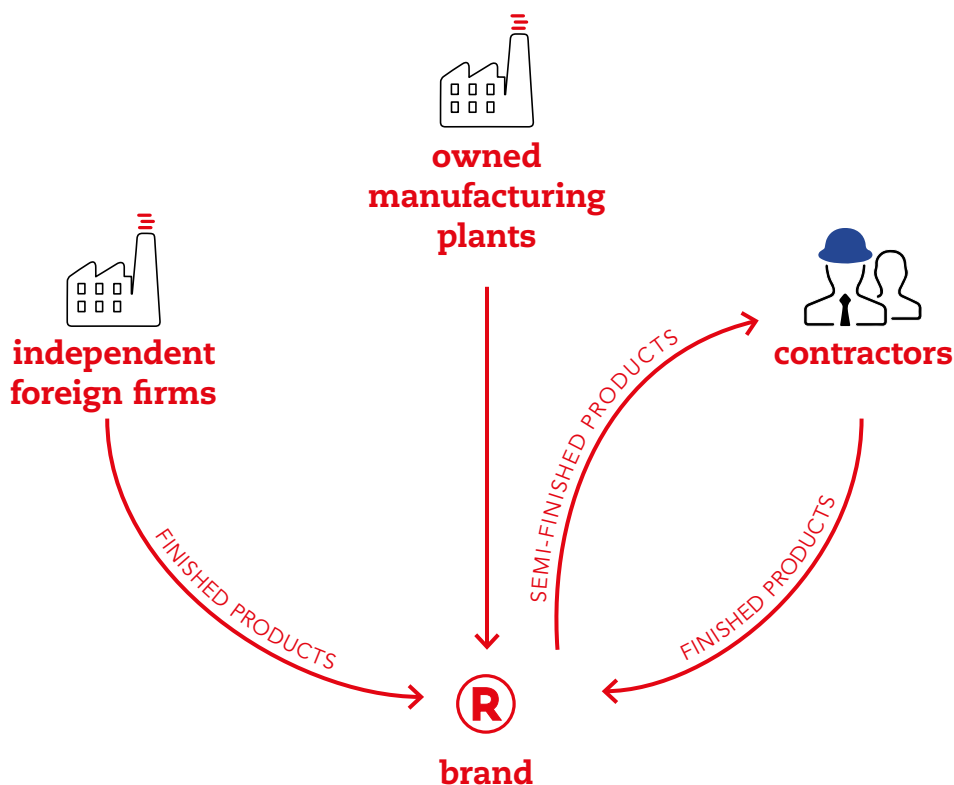 owned
manufacturing
plants
independent
foreign firms
contractors
SEMI-FINISHED PRODUCTS
FINISHED PRODUCTS
FINISHED PRODUCTS
R
brand